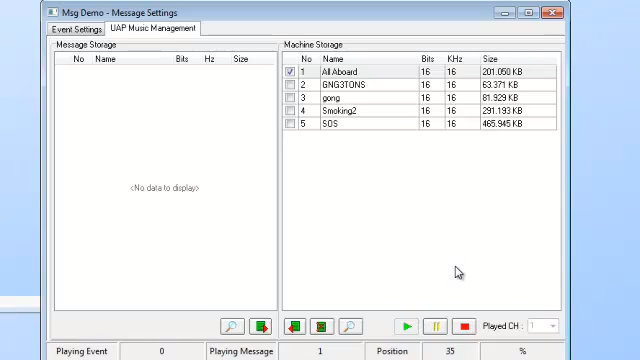 Msg Demo - Message Settings
Event Settings UAP Music Management
Message Storage
No Name Bits Hz Size
<No data to display>
Machine Storage
No Name Bits KHz Size
1 All Aboard 16 16 201.050 KB
2 GNG3TONS 16 16 63.371 KB
3 gong 16 16 81.929 KB
4 Smoking2 16 16 291.193 KB
5 SOS 16 16 465.945 KB
Played CH : 1
Playing Event 0 Playing Message 1 Position 35 %